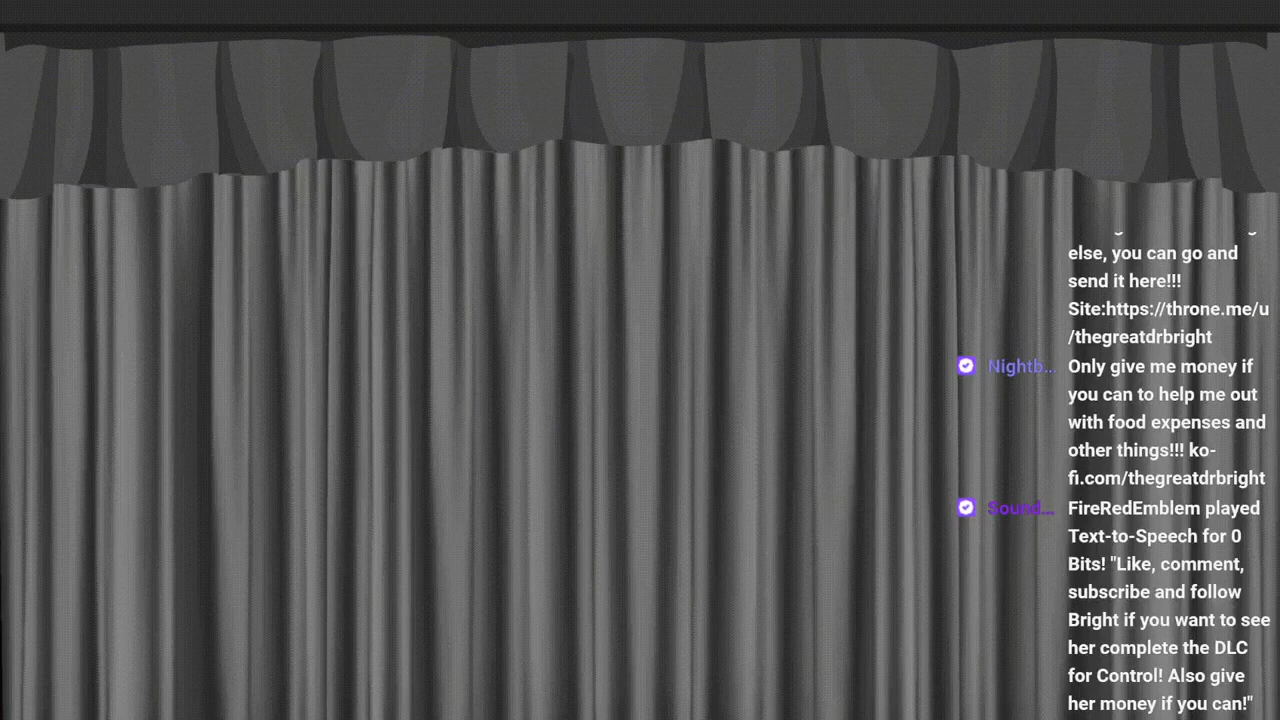 else, you can go and
send it here!!!
Site:https://throne.me/u
/thegreatdrbright
Nightb... Only give me money if
you can to help me out
with food expenses and
other things!!! ko-
fi.com/thegreatdrbright
Sound... FireRedEmblem played
Text-to-Speech for 0
Bits! "Like, comment,
subscribe and follow
Bright if you want to see
her complete the DLC
for Control! Also give
her money if you can!"